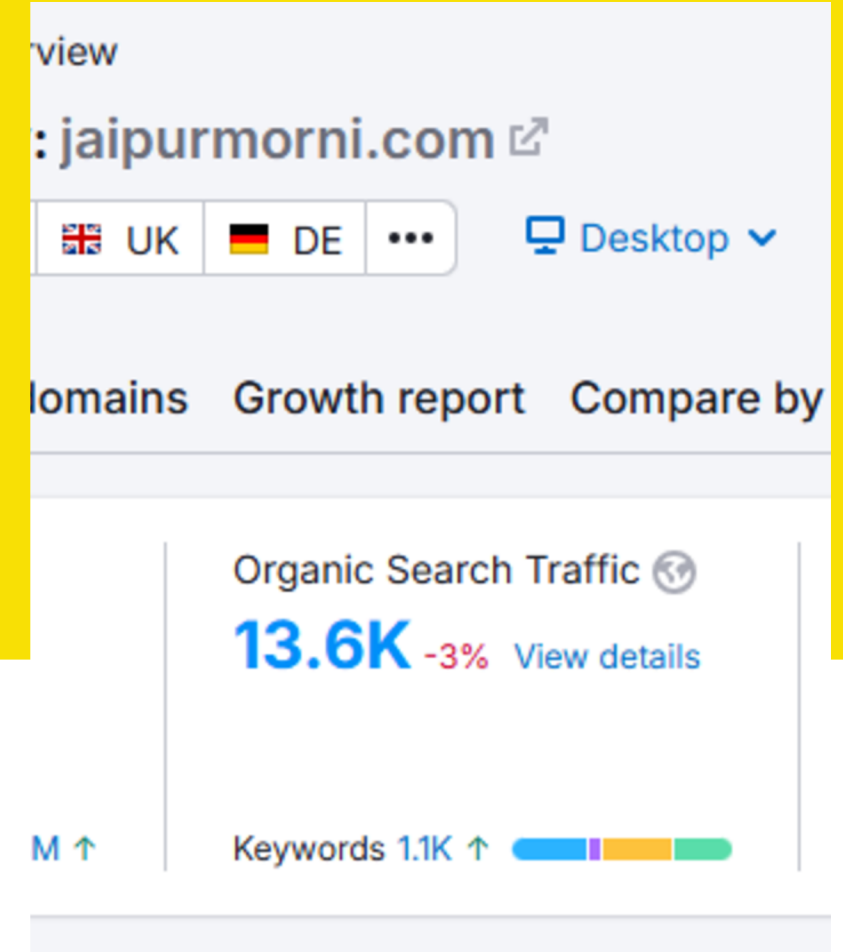 rview
: jaipurmorni.com
UK DE ••• Desktop
domains Growth report Compare by
Organic Search Traffic
13.6K -3% View details
M ↑ Keywords 1.1K ↑